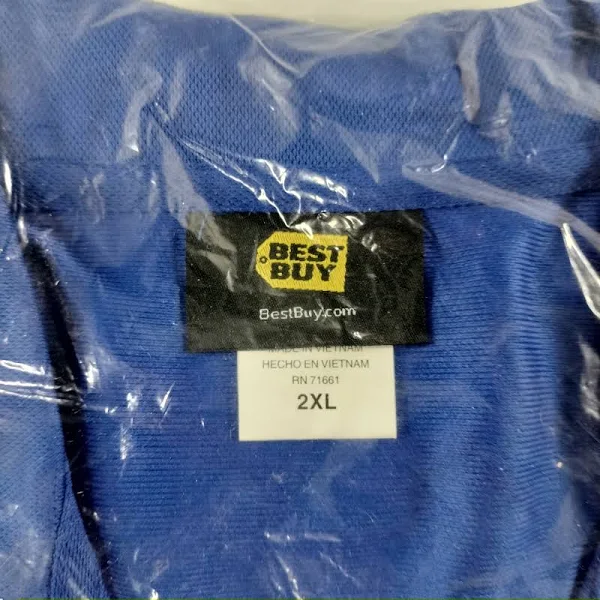 BEST
BUY
BestBuy.com
MADE IN VIETNAM
HECHO EN VIETNAM
RN 71661
2XL